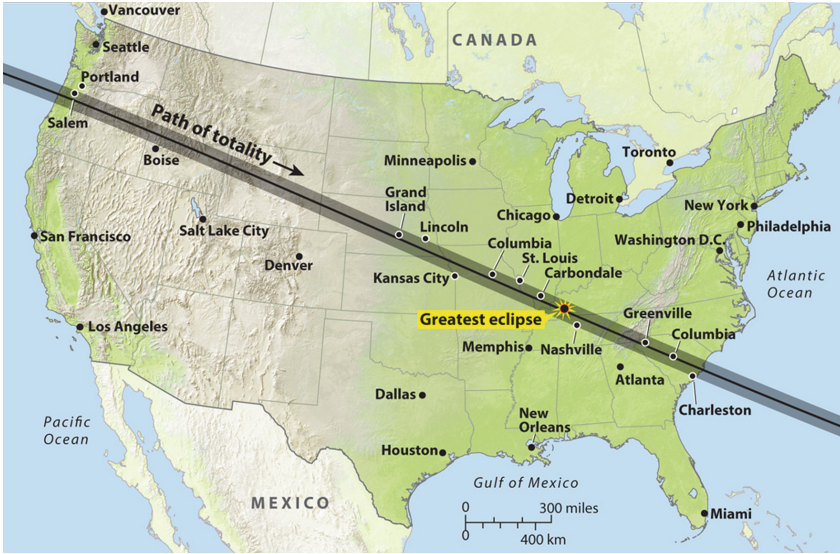 Vancouver
CANADA
Seattle
Portland
Salem
Path of totality
Boise
Minneapolis
Toronto
Grand
Island
Detroit
New York
Chicago
Lincoln
Philadelphia
San Francisco
Salt Lake City
Washington D.C.
Columbia
St. Louis
Denver
Kansas City
Carbondale
Atlantic
Ocean
Greatest eclipse
Greenville
Los Angeles
Columbia
Memphis
Nashville
Atlanta
Dallas
Charleston
Pacific
Ocean
New
Orleans
Houston
Gulf of Mexico
MEXICO
0 300 miles
0 400 km
Miami